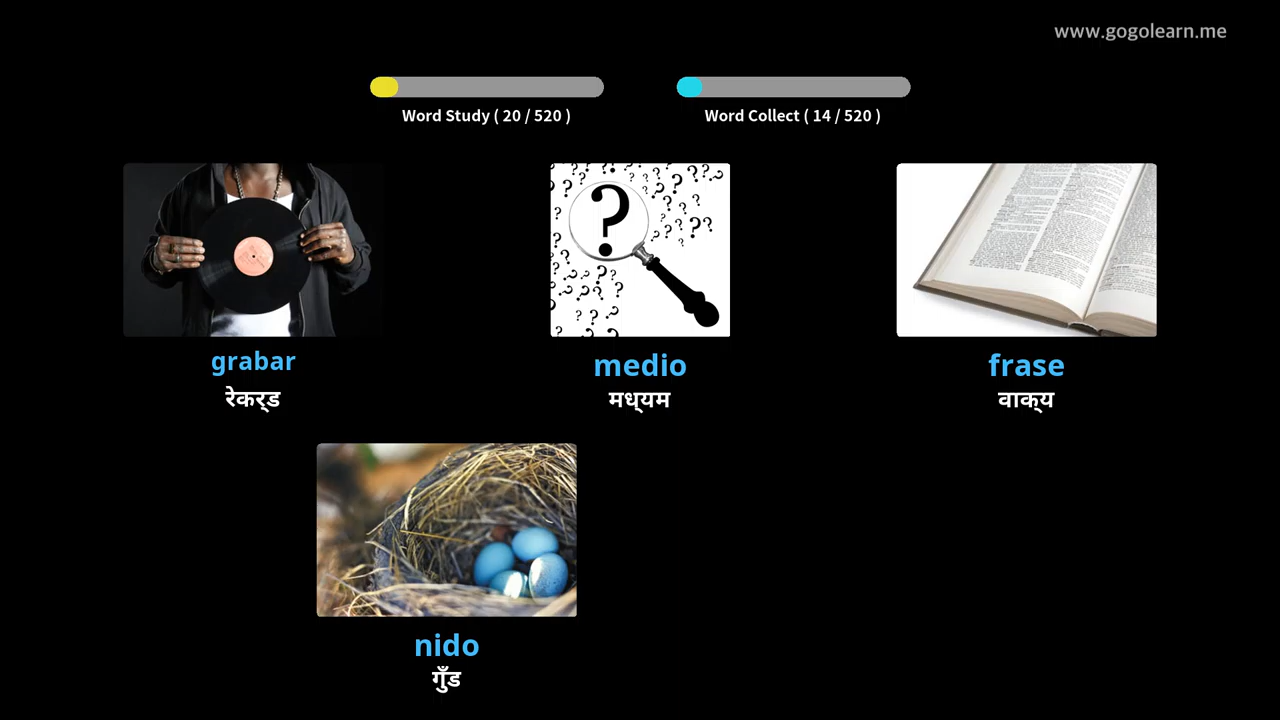 www.gogolearn.me
Word Study ( 20 / 520 )
Word Collect ( 14 / 520 )
grabar
रेकर्ड
medio
मध्यम
frase
वाक्य
nido
गुँड